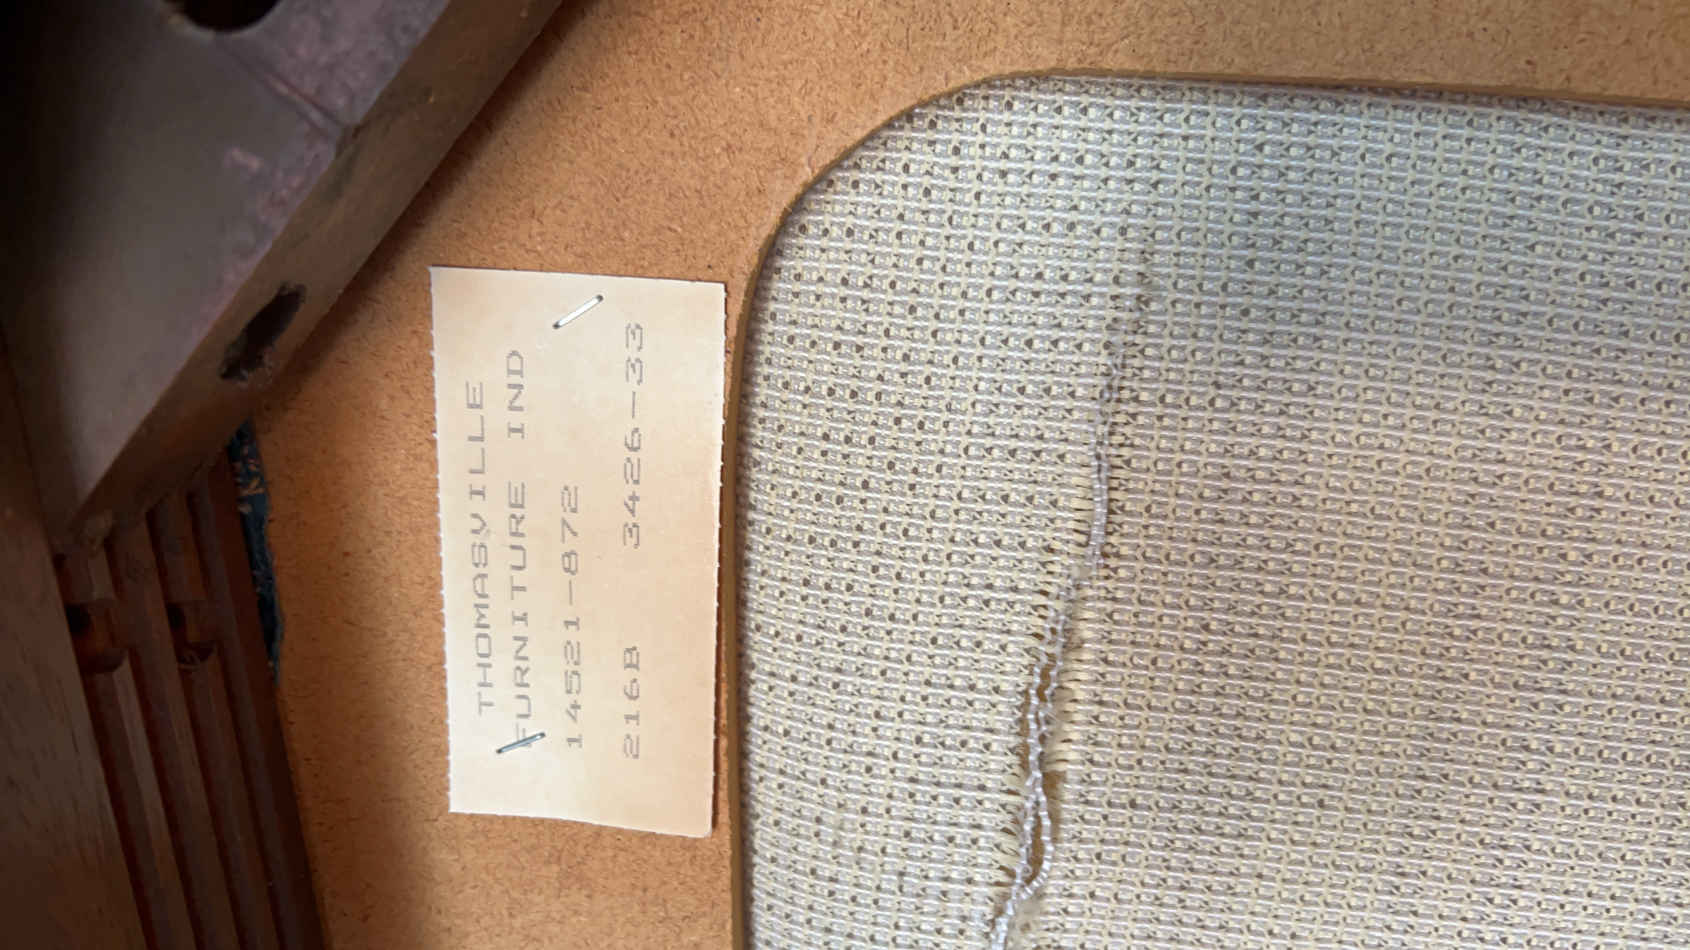 THOMASVILLE
FURNITURE IND
14521-872
216B 3426-33